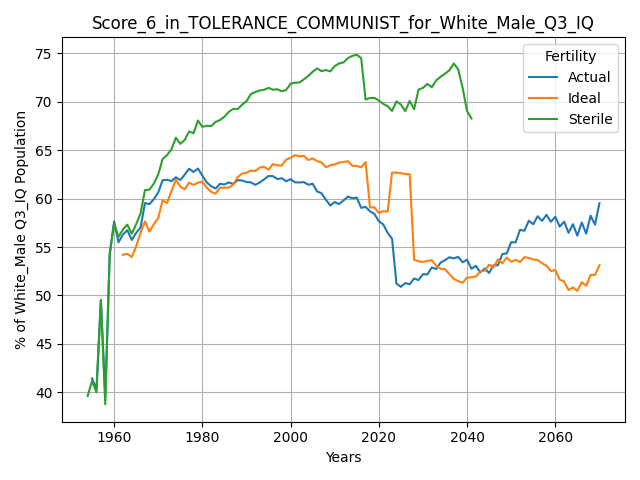 Score_6_in_TOLERANCE_COMMUNIST_for_White_Male_Q3_IQ
% of White_Male Q3_IQ Population
75
70
65
60
55
50
45
40
Fertility
Actual
Ideal
Sterile
1960 1980 2000 2020 2040 2060
Years